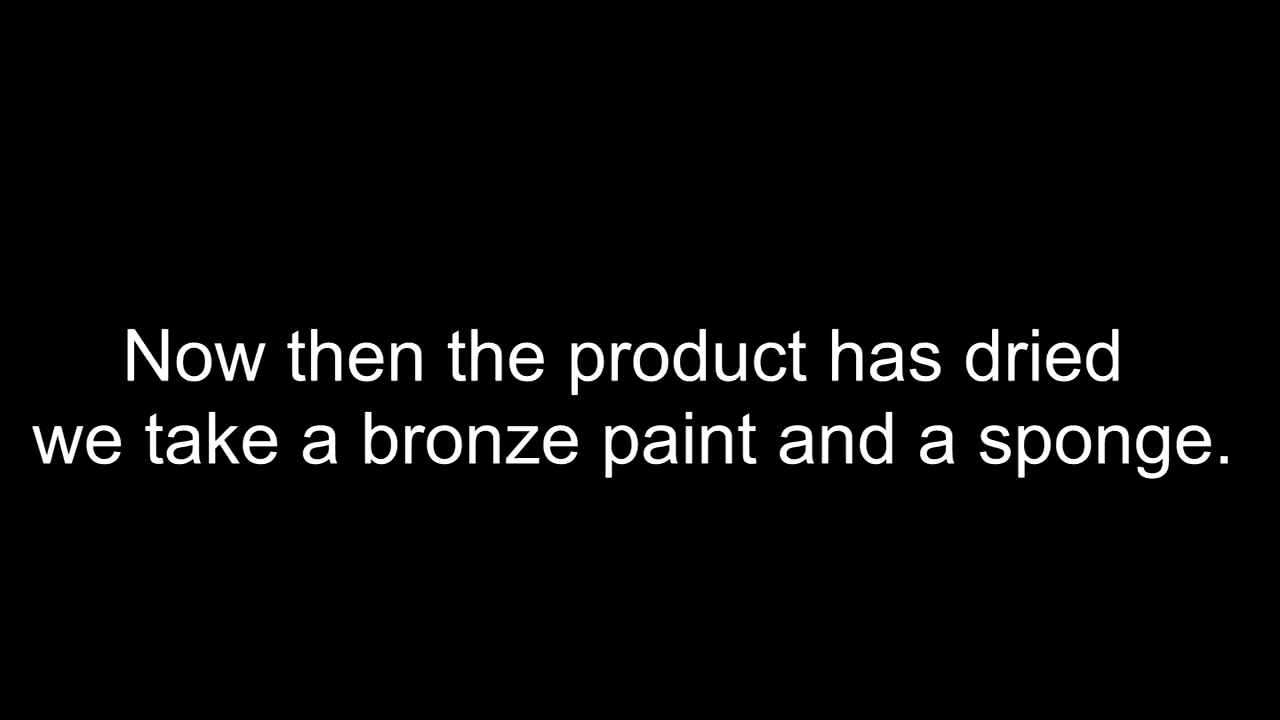 Now then the product has dried
we take a bronze paint and a sponge.